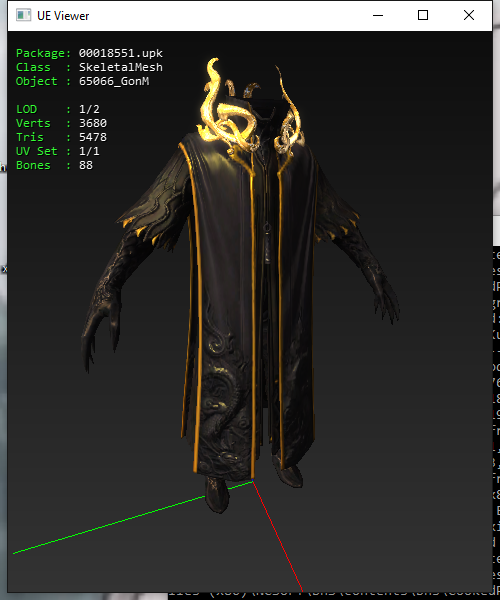 UE Viewer
Package: 00018551.upk
Class : SkeletalMesh
Object : 65066_GonM
LOD : 1/2
Verts : 3680
Tris : 5478
UV Set : 1/1
Bones : 88